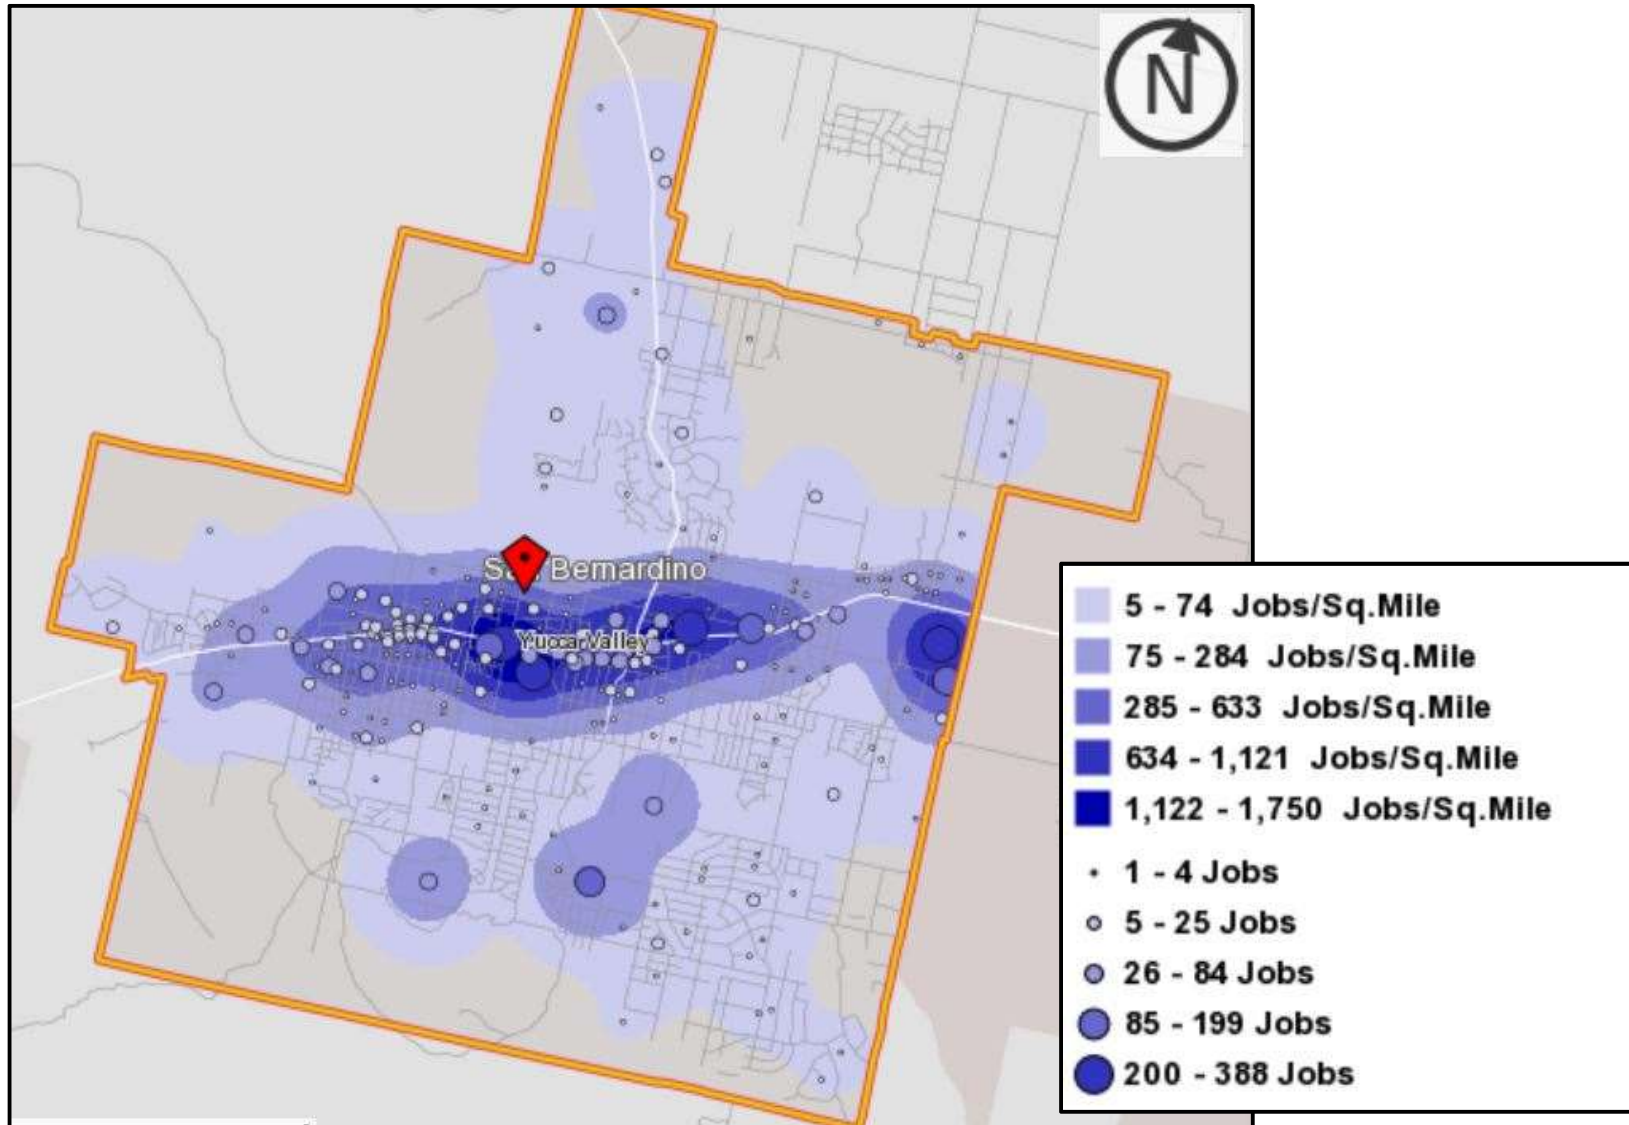 N
San Bernardino
Yucca Valley
5 - 74 Jobs/Sq.Mile
75 - 284 Jobs/Sq.Mile
285 - 633 Jobs/Sq.Mile
634 - 1,121 Jobs/Sq.Mile
1,122 - 1,750 Jobs/Sq.Mile
1 - 4 Jobs
5 - 25 Jobs
26 - 84 Jobs
85 - 199 Jobs
200 - 388 Jobs